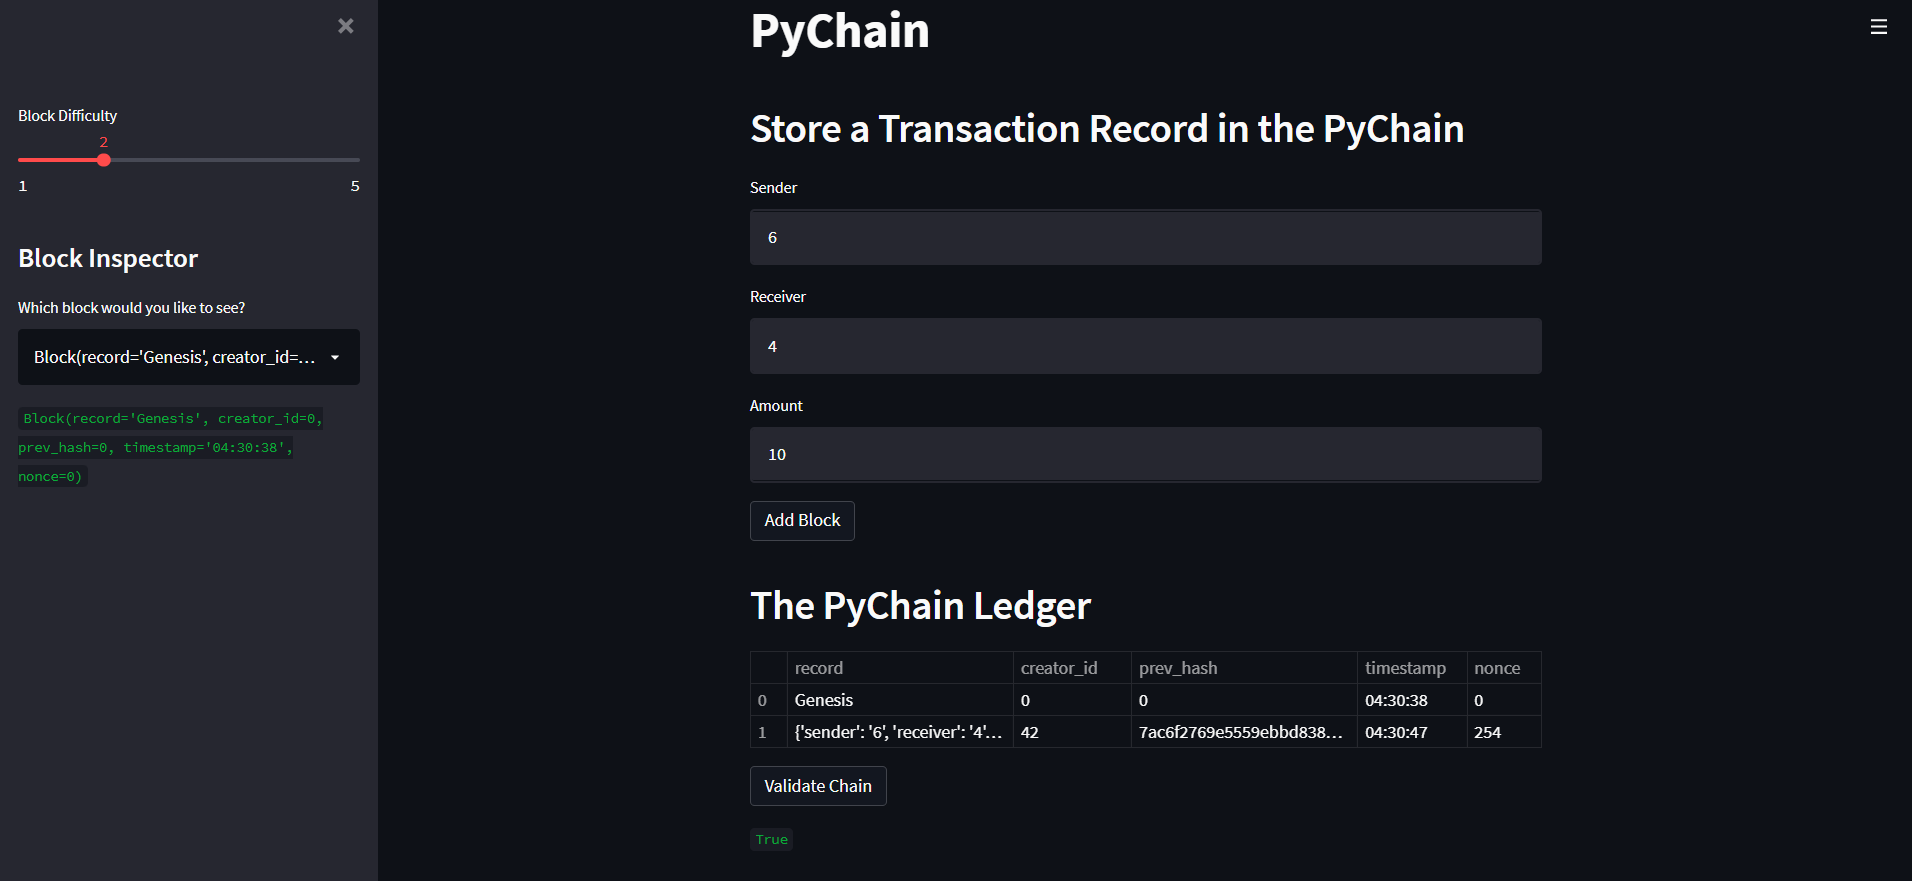 Block Difficulty
2
1 5
Block Inspector
Which block would you like to see?
Block(record='Genesis', creator_id=...
Block(record='Genesis', creator_id=0,
prev_hash=0, timestamp='04:30:38',
nonce=0)
PyChain
Store a Transaction Record in the PyChain
Sender
6
Receiver
4
Amount
10
Add Block
The PyChain Ledger
record creator_id prev_hash timestamp nonce
0 Genesis 0 0 04:30:38 0
1 {'sender': '6', 'receiver': '4'... 42 7ac6f2769e5559ebbd838... 04:30:47 254
Validate Chain
True